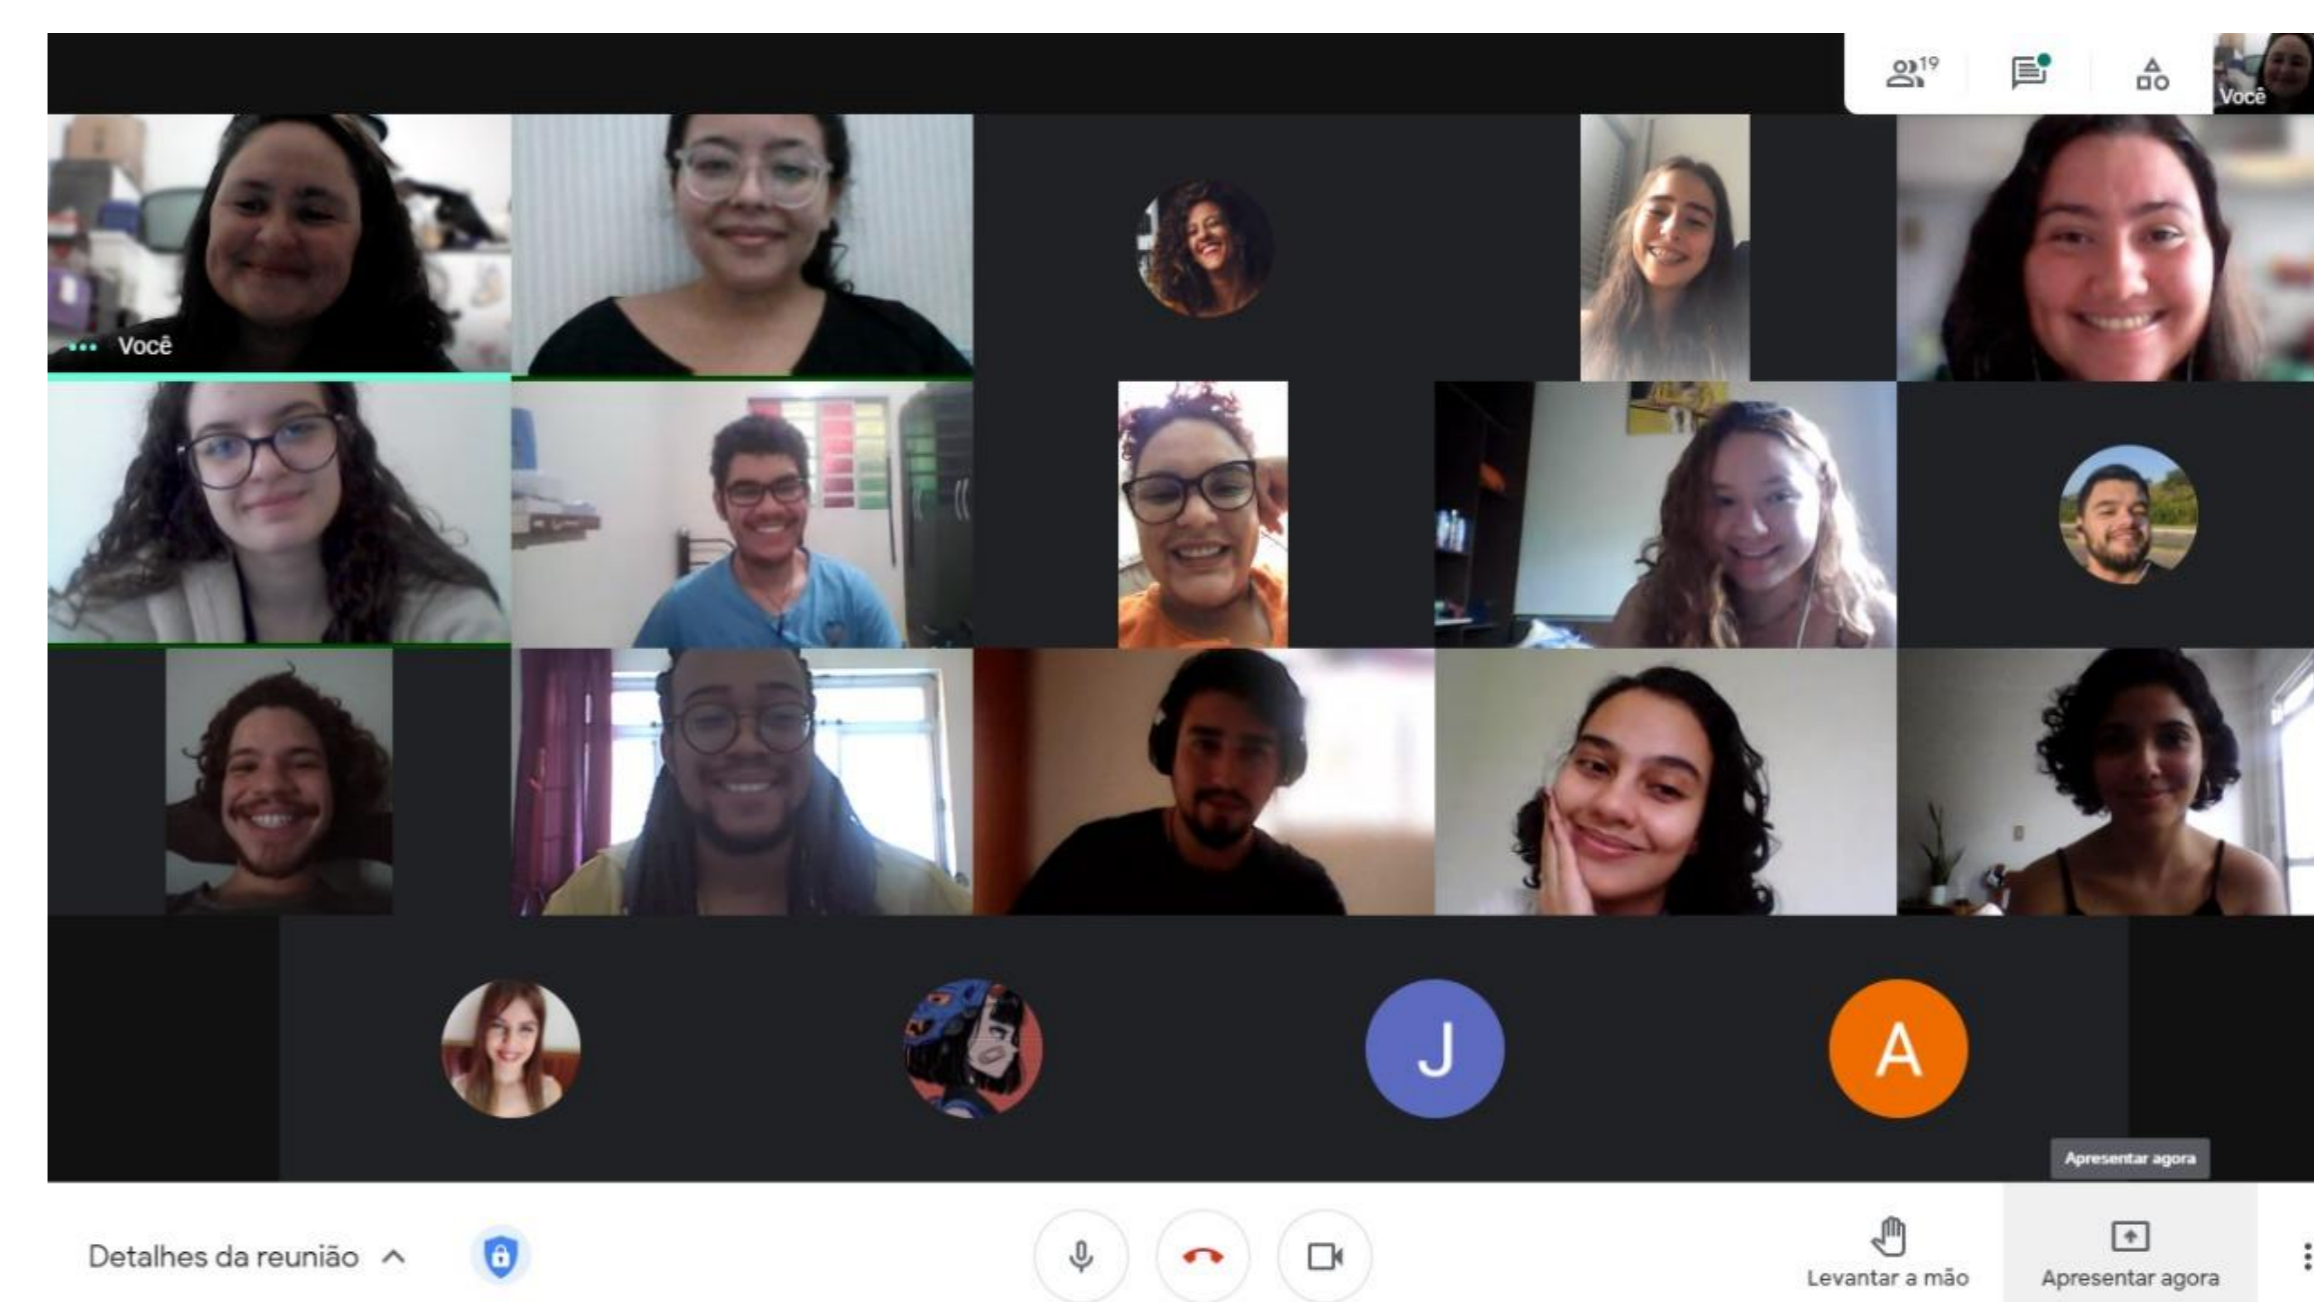 19
Você
Você
J
A
Apresentar agora
Detalhes da reunião
Levantar a mão
Apresentar agora